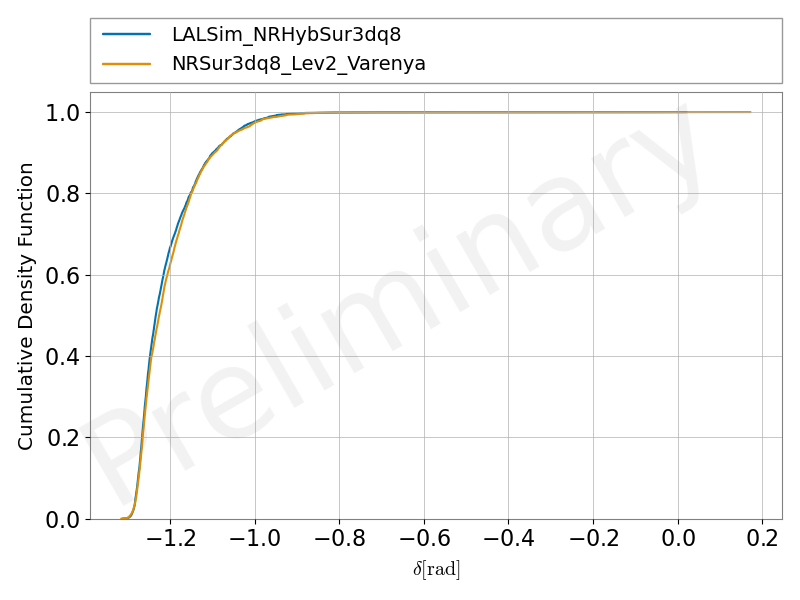 LALSim_NRHybSur3dq8
NRSur3dq8_Lev2_Varenya
1.0
0.8
0.6
0.4
0.2
0.0
Cumulative Density Function
Preliminary
−1.2 −1.0 −0.8 −0.6 −0.4 −0.2 0.0 0.2
δ[rad]